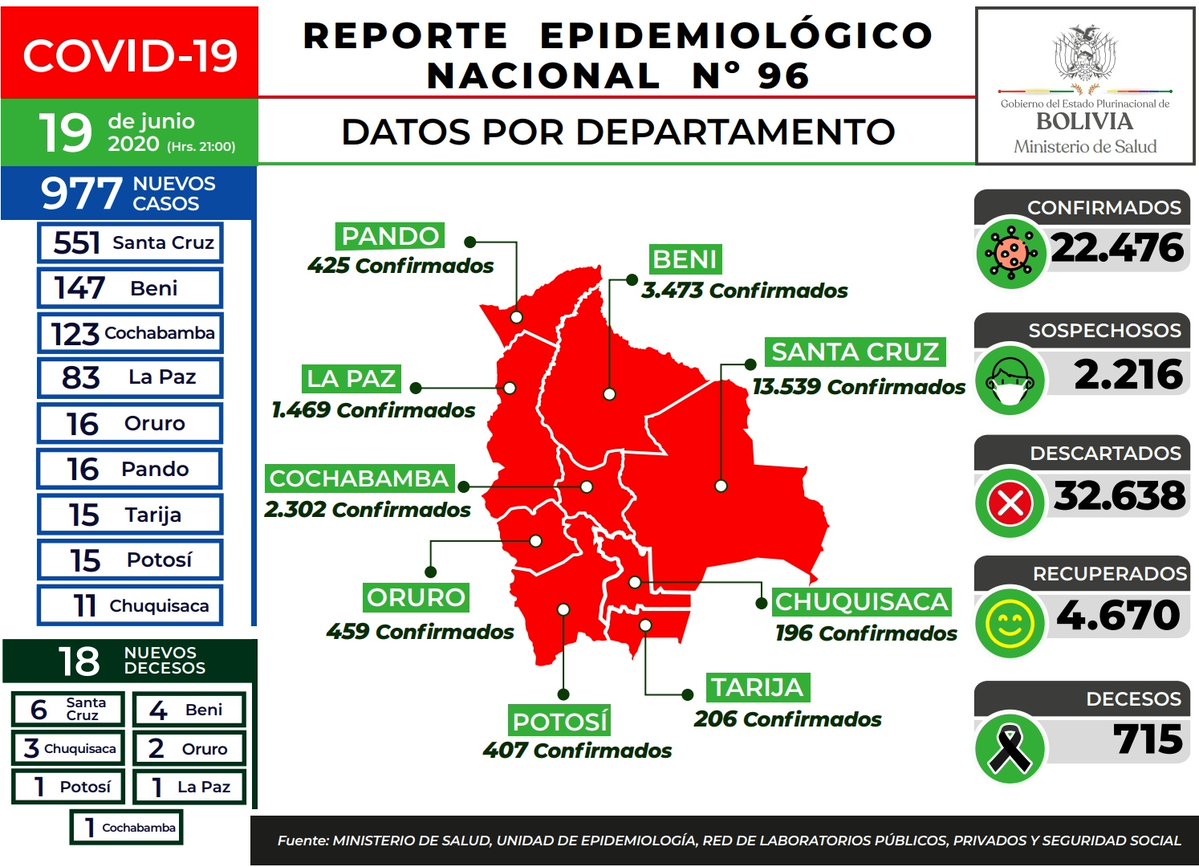 COVID-19
19 de junio
2020 (Hrs. 21:00)
REPORTE EPIDEMIOLÓGICO
NACIONAL Nº 96
DATOS POR DEPARTAMENTO
Gobierno del Estado Plurinacional de
BOLIVIA
Ministerio de Salud
977 NUEVOS
CASOS
551 Santa Cruz
147 Beni
123 Cochabamba
83 La Paz
16 Oruro
16 Pando
15 Tarija
15 Potosí
11 Chuquisaca
18 NUEVOS
DECESOS
6 Santa
Cruz
4 Beni
3 Chuquisaca
2 Oruro
1 Potosí
1 La Paz
1 Cochabamba
PANDO
425 Confirmados
BENI
3.473 Confirmados
LA PAZ
1.469 Confirmados
SANTA CRUZ
13.539 Confirmados
COCHABAMBA
2.302 Confirmados
ORURO
459 Confirmados
CHUQUISACA
196 Confirmados
TARIJA
206 Confirmados
POTOSÍ
407 Confirmados
CONFIRMADOS
22.476
SOSPECHOSOS
2.216
DESCARTADOS
32.638
RECUPERADOS
4.670
DECESOS
715
Fuente: MINISTERIO DE SALUD, UNIDAD DE EPIDEMIOLOGÍA, RED DE LABORATORIOS PÚBLICOS, PRIVADOS Y SEGURIDAD SOCIAL